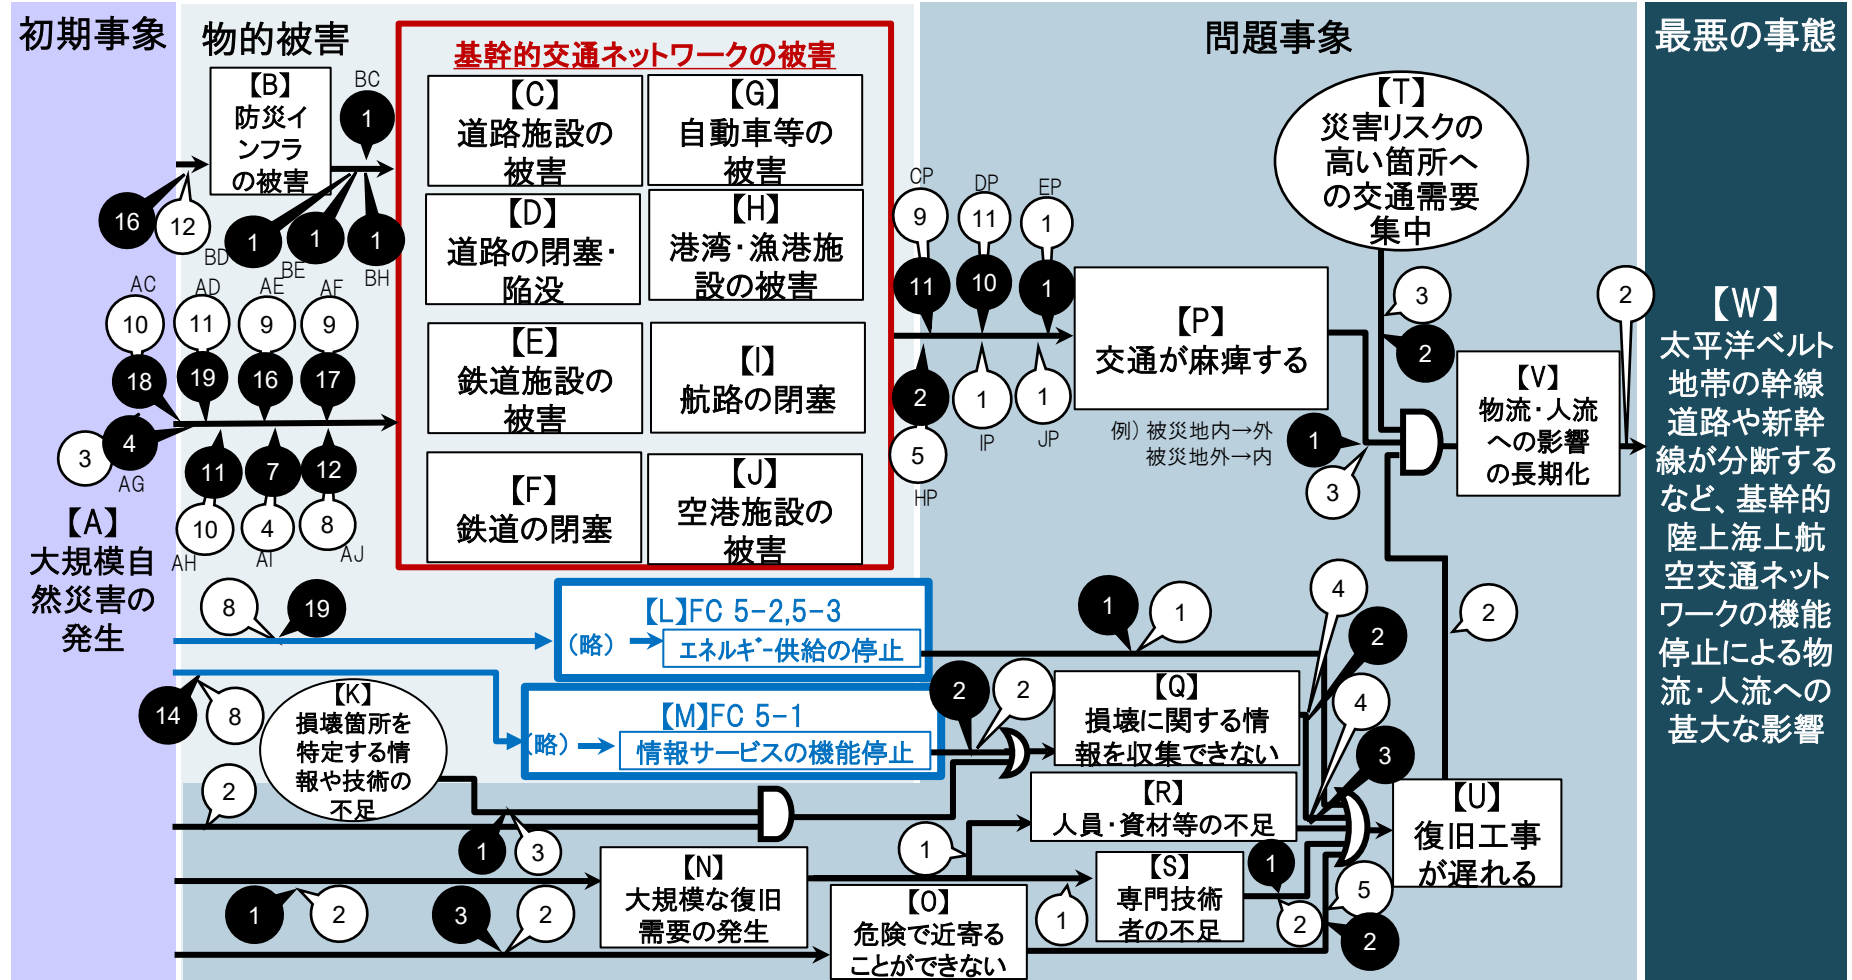 初期事象
物的被害
問題事象
最悪の事態
基幹的交通ネットワークの被害
【B】
防災イ
ンフラ
の被害
BC
1
16
12
BD
1
BE
1
1
BH
【C】
道路施設の
被害
【G】
自動車等の
被害
【D】
道路の閉塞・
陥没
【H】
港湾・漁港施
設の被害
【E】
鉄道施設の
被害
【I】
航路の閉塞
【F】
鉄道の閉塞
【J】
空港施設の
被害
AC
AD
AE
AF
10
11
9
9
18
19
16
17
3
4
AG
11
7
12
10
4
8
AH
AI
AJ
【A】
大規模自
然災害の
発生
CP
DP
EP
9
11
1
11
10
1
2
1
1
5
HP
IP
JP
【P】
交通が麻痺する
例）被災地内→外
被災地外→内
【T】
災害リスクの
高い箇所へ
の交通需要
集中
3
2
1
3
2
【V】
物流・人流
への影響
の長期化
【W】
太平洋ベルト
地帯の幹線
道路や新幹
線が分断する
など、基幹的
陸上海上航
空交通ネット
ワークの機能
停止による物
流・人流への
甚大な影響
8
19
【L】FC 5-2,5-3
（略）
エネルギー供給の停止
1
1
4
2
2
14
8
【K】
損壊箇所を
特定する情
報や技術の
不足
【M】FC 5-1
（略）
情報サービスの機能停止
2
2
【Q】
損壊に関する情
報を収集できない
4
3
2
1
3
【R】
人員・資材等の不足
1
【U】
復旧工事
が遅れる
【N】
大規模な復旧
需要の発生
1
2
3
2
【O】
危険で近寄る
ことができない
【S】
専門技術
者の不足
1
1
2
5
2